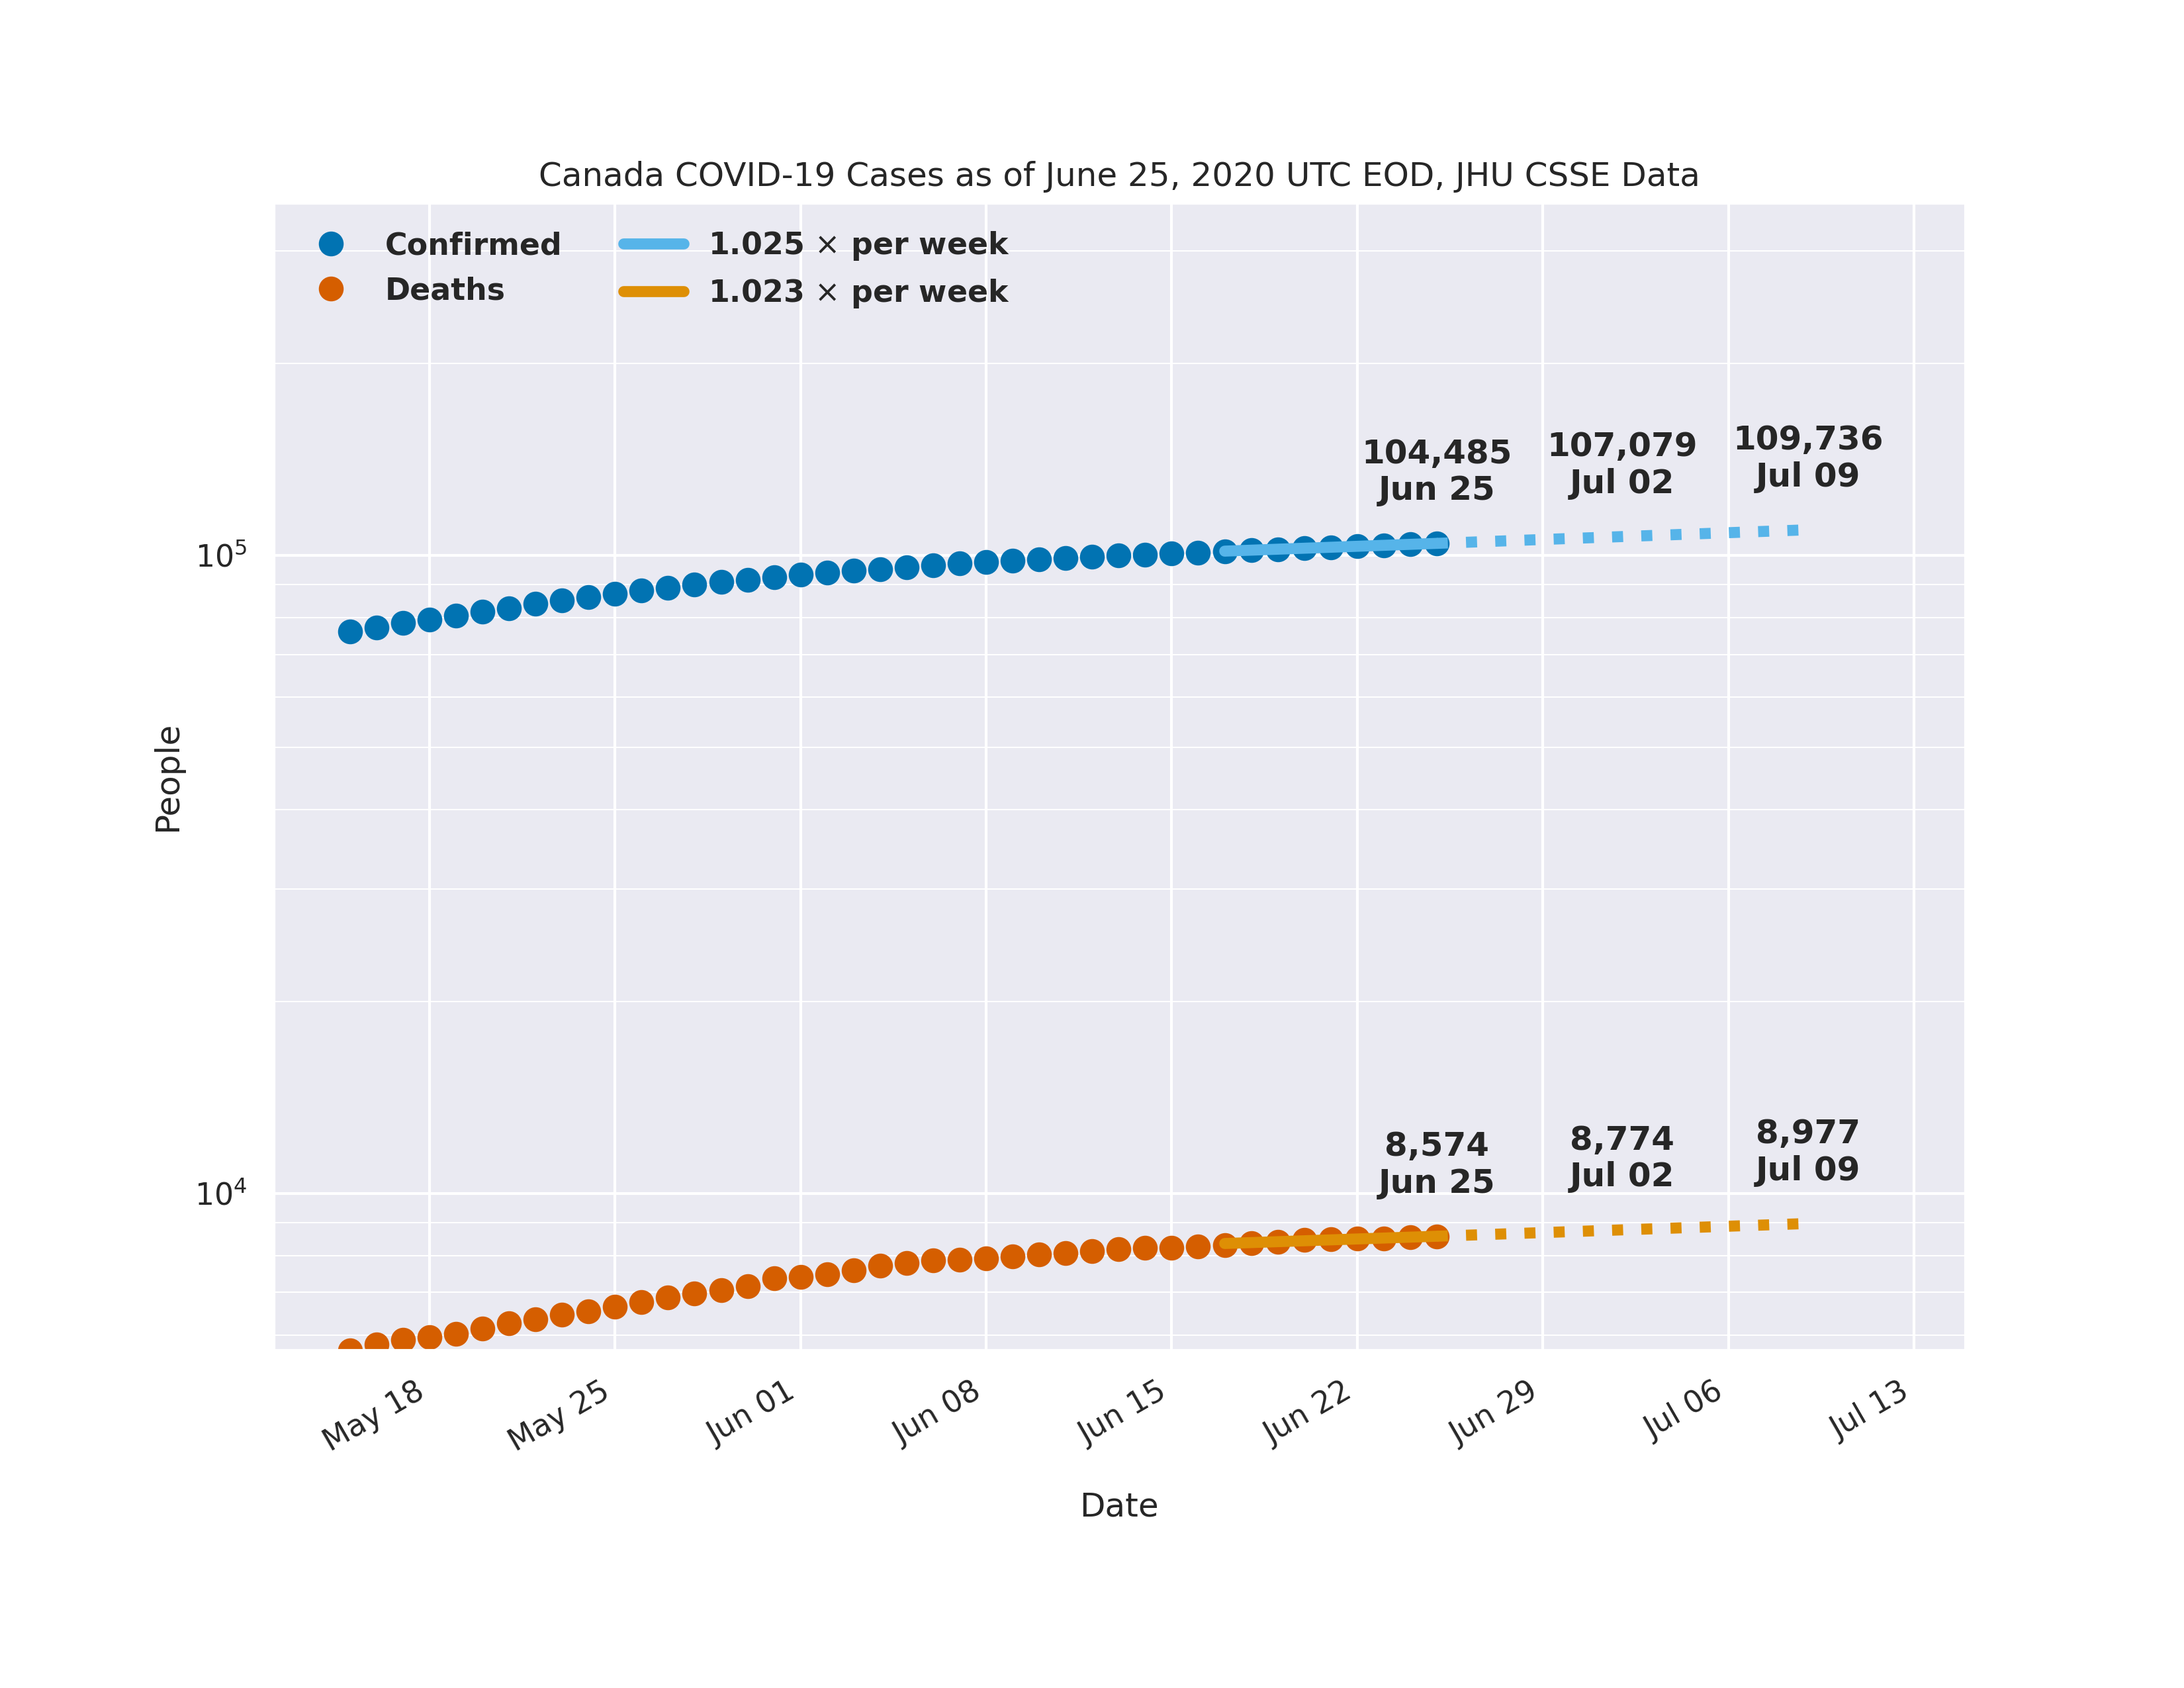 Canada COVID-19 Cases as of June 25, 2020 UTC EOD, JHU CSSE Data
Confirmed
Deaths
1.025 × per week
1.023 × per week
104,485
Jun 25
107,079
Jul 02
109,736
Jul 09
10⁵
People
8,574
Jun 25
8,774
Jul 02
8,977
Jul 09
10⁴
May 18
May 25
Jun 01
Jun 08
Jun 15
Jun 22
Jun 29
Jul 06
Jul 13
Date